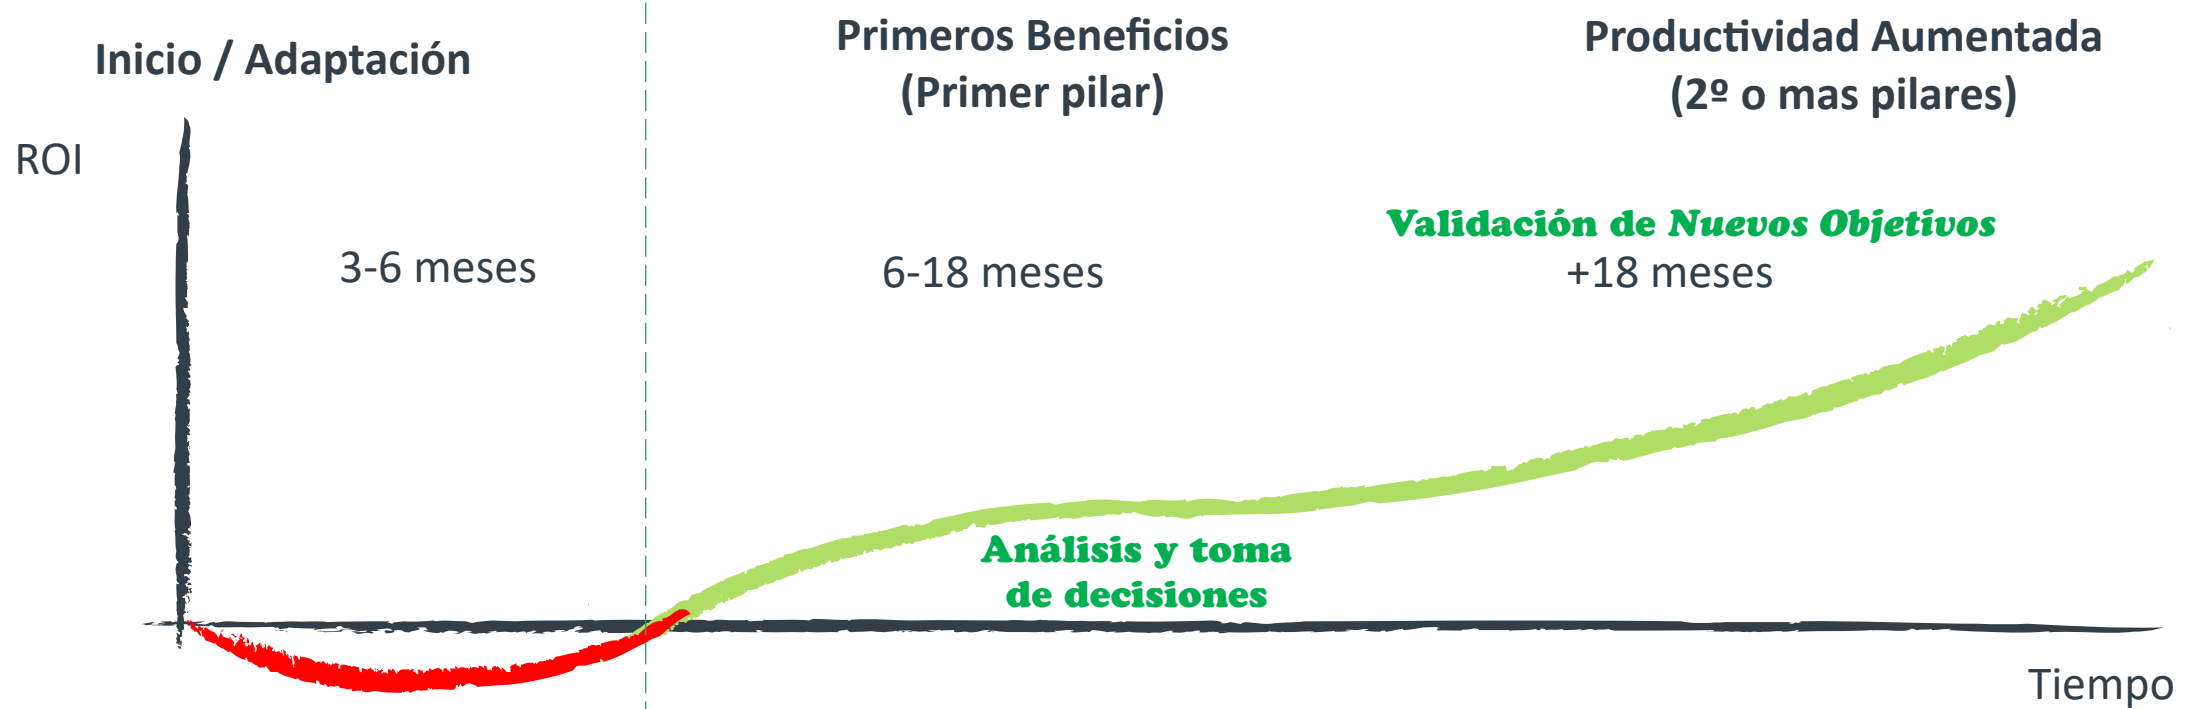 Inicio / Adaptación
Primeros Beneficios
(Primer pilar)
Productividad Aumentada
(2º o mas pilares)
ROI
Validación de Nuevos Objetivos
3-6 meses
6-18 meses
+18 meses
Análisis y toma
de decisiones
Tiempo